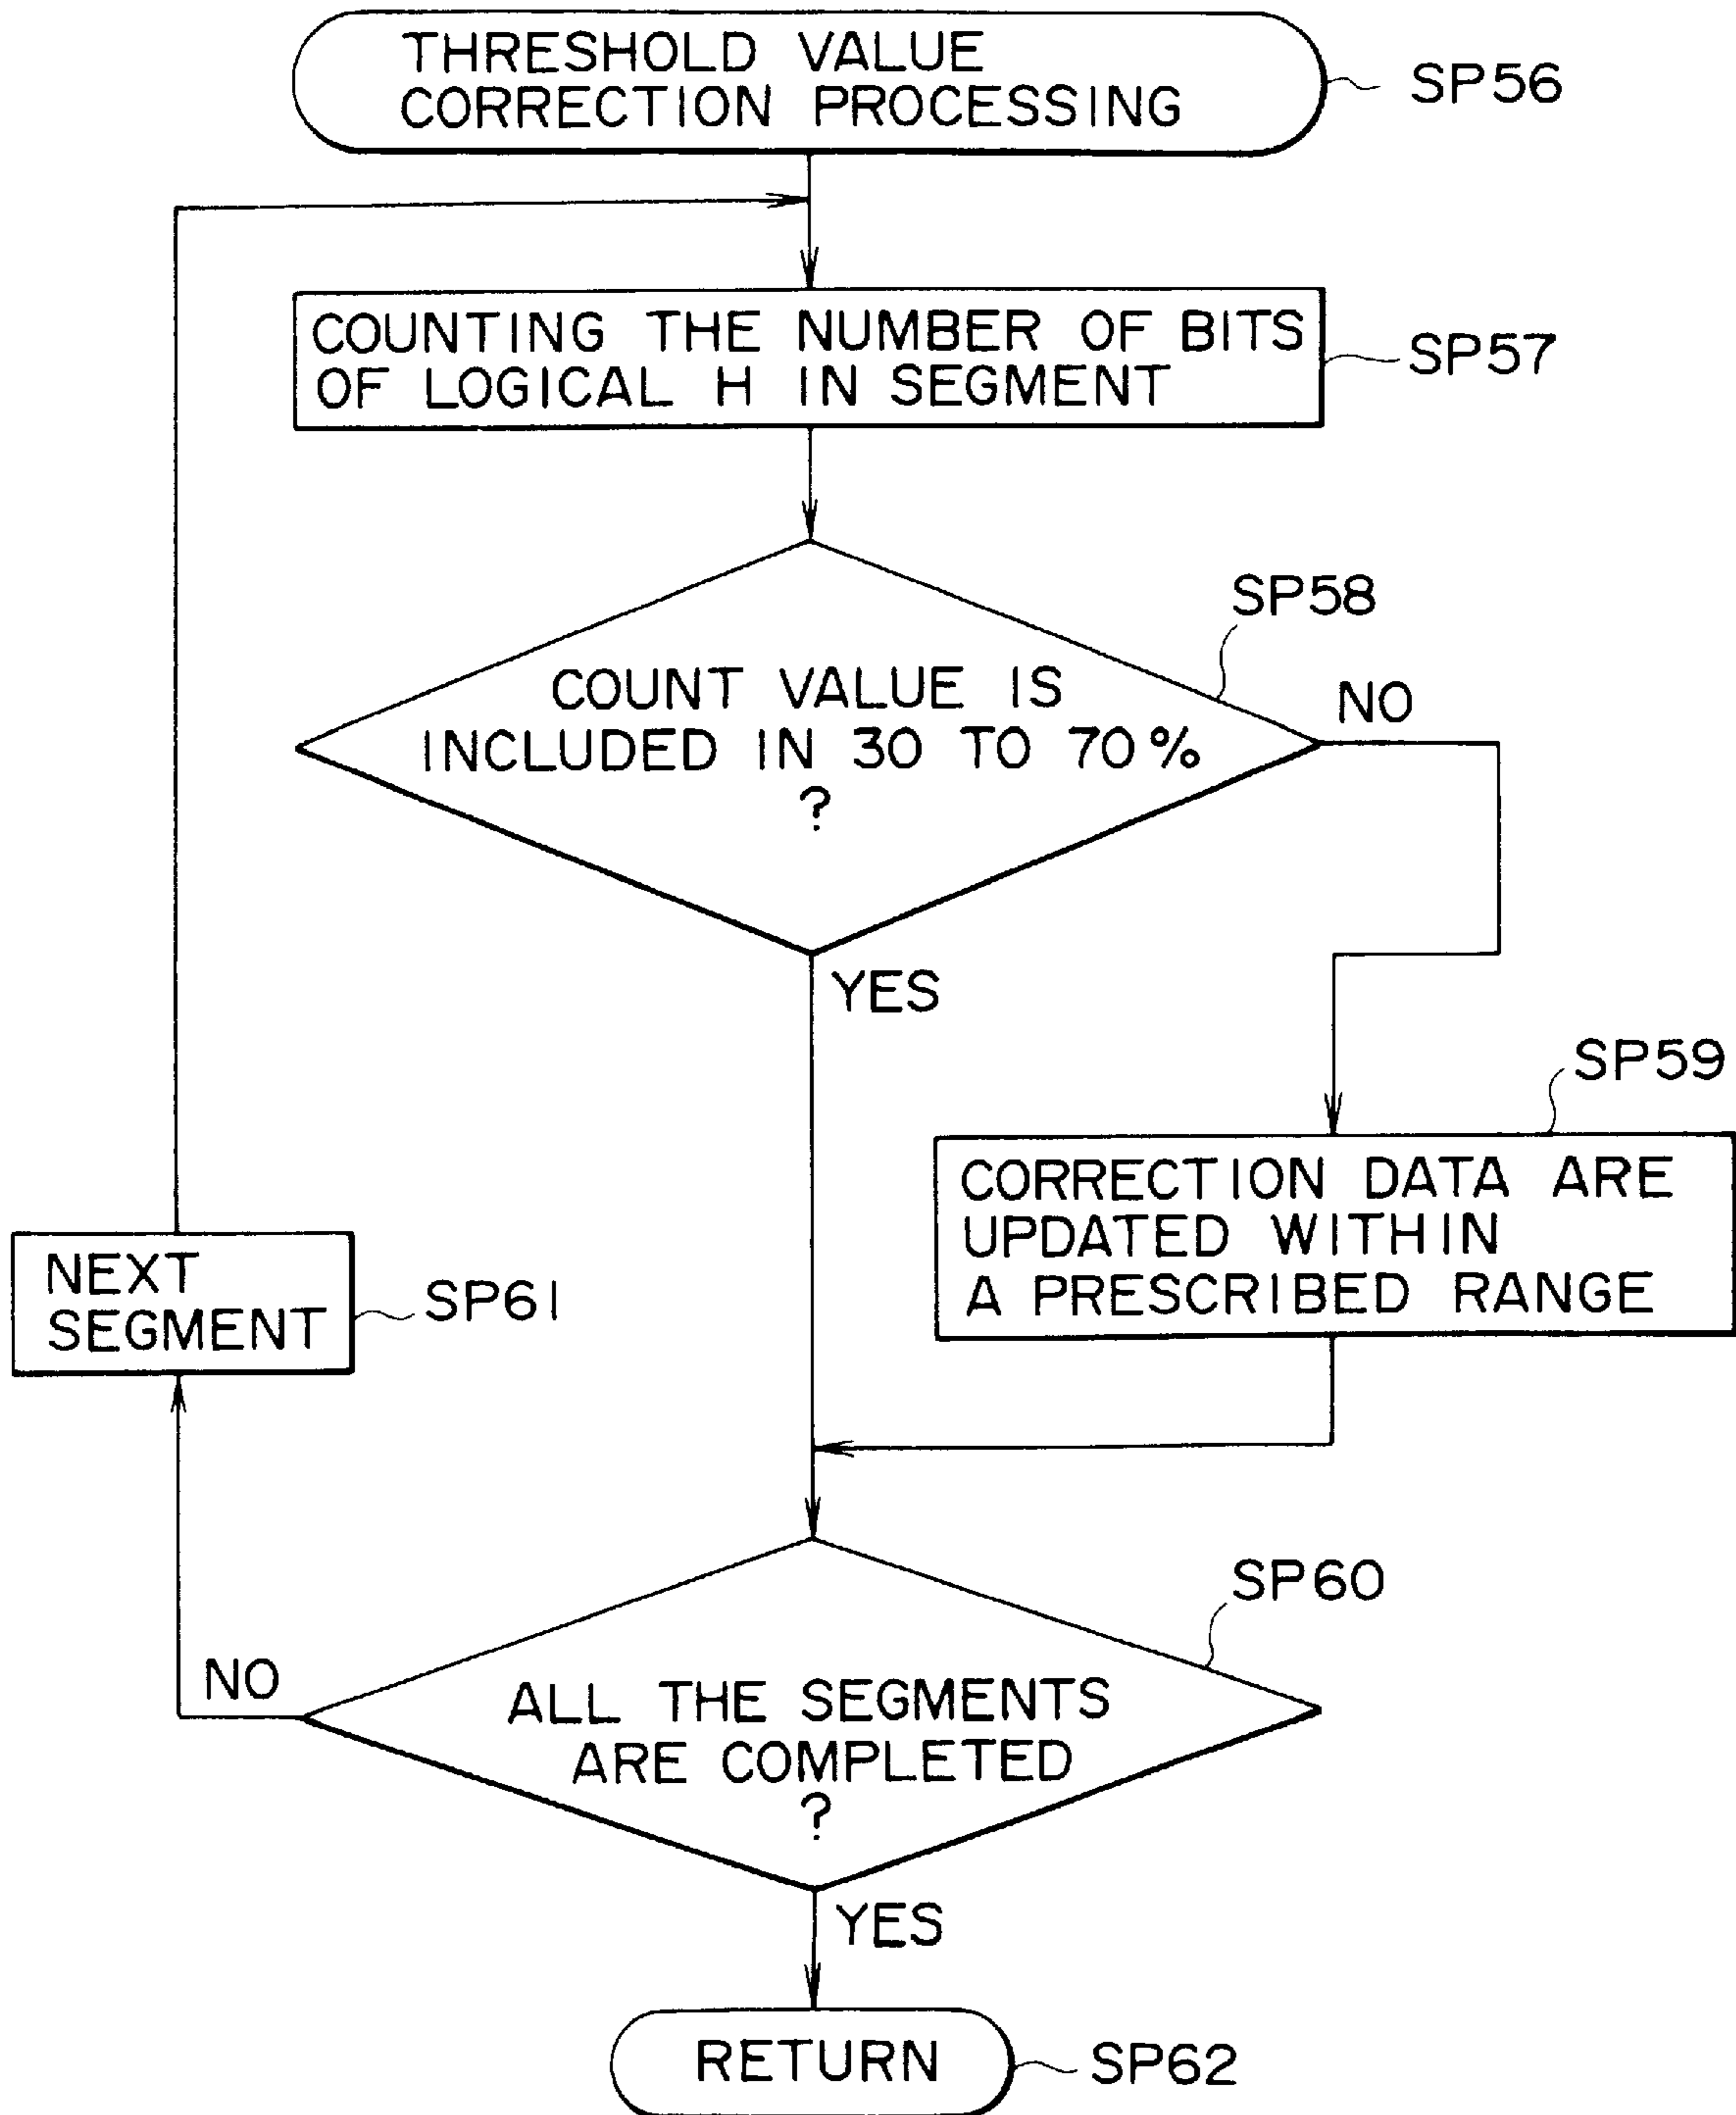 THRESHOLD VALUE
CORRECTION PROCESSING
SP56
COUNTING THE NUMBER OF BITS
OF LOGICAL H IN SEGMENT
SP57
SP58
COUNT VALUE IS
INCLUDED IN 30 TO 70%
?
NO
YES
SP59
CORRECTION DATA ARE
UPDATED WITHIN
A PRESCRIBED RANGE
NEXT
SEGMENT
SP61
SP60
NO
ALL THE SEGMENTS
ARE COMPLETED
?
YES
RETURN
SP62